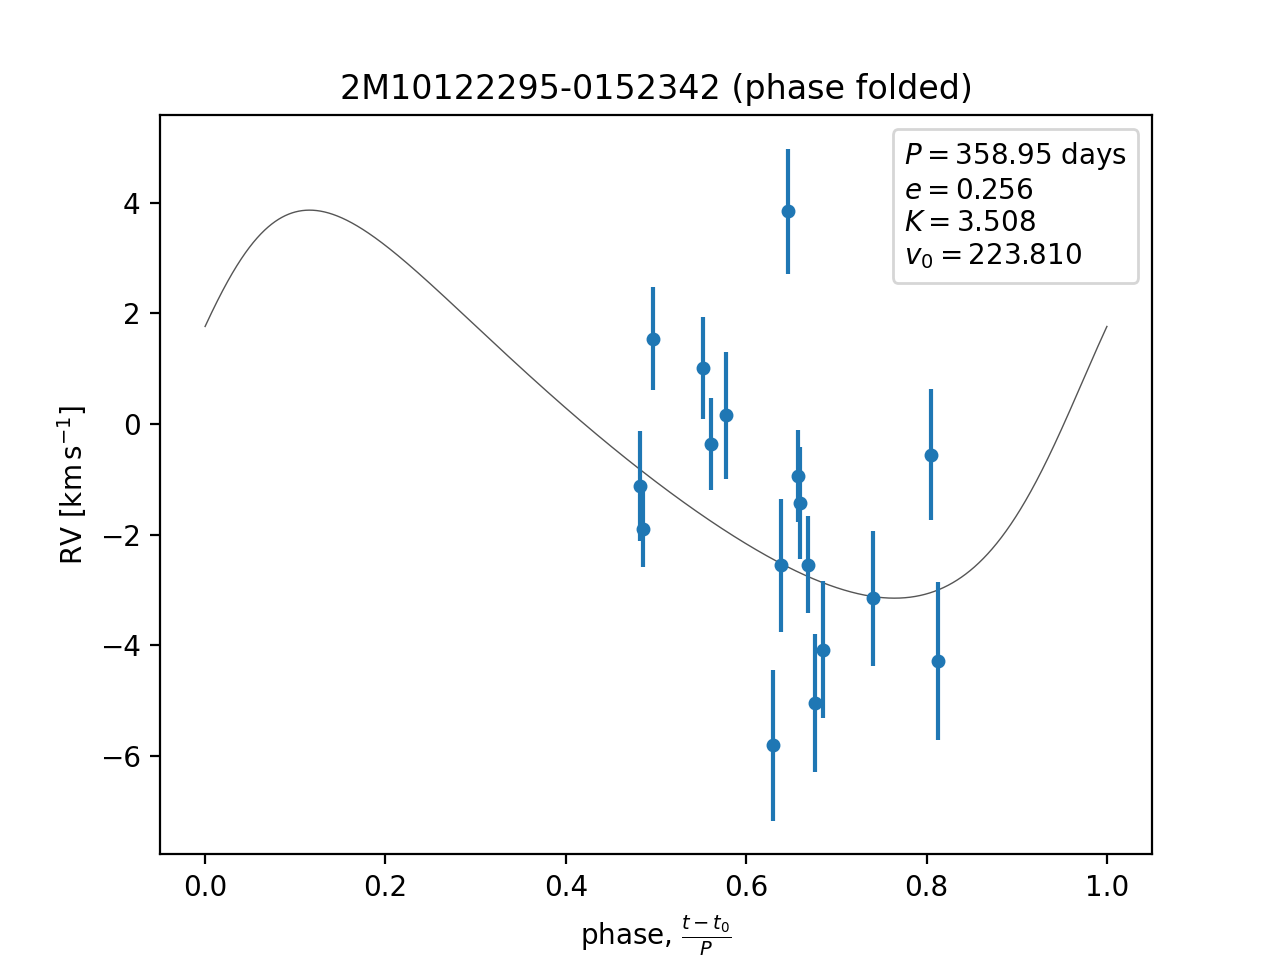 2M10122295-0152342 (phase folded)
P = 358.95 days
e = 0.256
K = 3.508
v₀ = 223.810
4
2
0
−2
−4
−6
RV [km s⁻¹]
0.0 0.2 0.4 0.6 0.8 1.0
phase, (t − t₀)/P